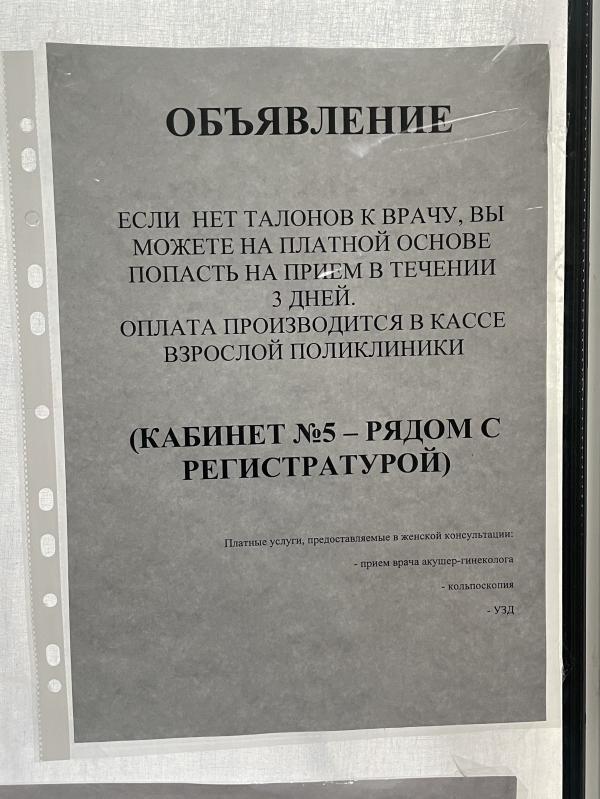 ОБЪЯВЛЕНИЕ
ЕСЛИ НЕТ ТАЛОНОВ К ВРАЧУ, ВЫ
МОЖЕТЕ НА ПЛАТНОЙ ОСНОВЕ
ПОПАСТЬ НА ПРИЕМ В ТЕЧЕНИИ
3 ДНЕЙ.
ОПЛАТА ПРОИЗВОДИТСЯ В КАССЕ
ВЗРОСЛОЙ ПОЛИКЛИНИКИ
(КАБИНЕТ №5 – РЯДОМ С
РЕГИСТРАТУРОЙ)
Платные услуги, предоставляемые в женской консультации:
- прием врача акушер-гинеколога
- кольпоскопия
- УЗД